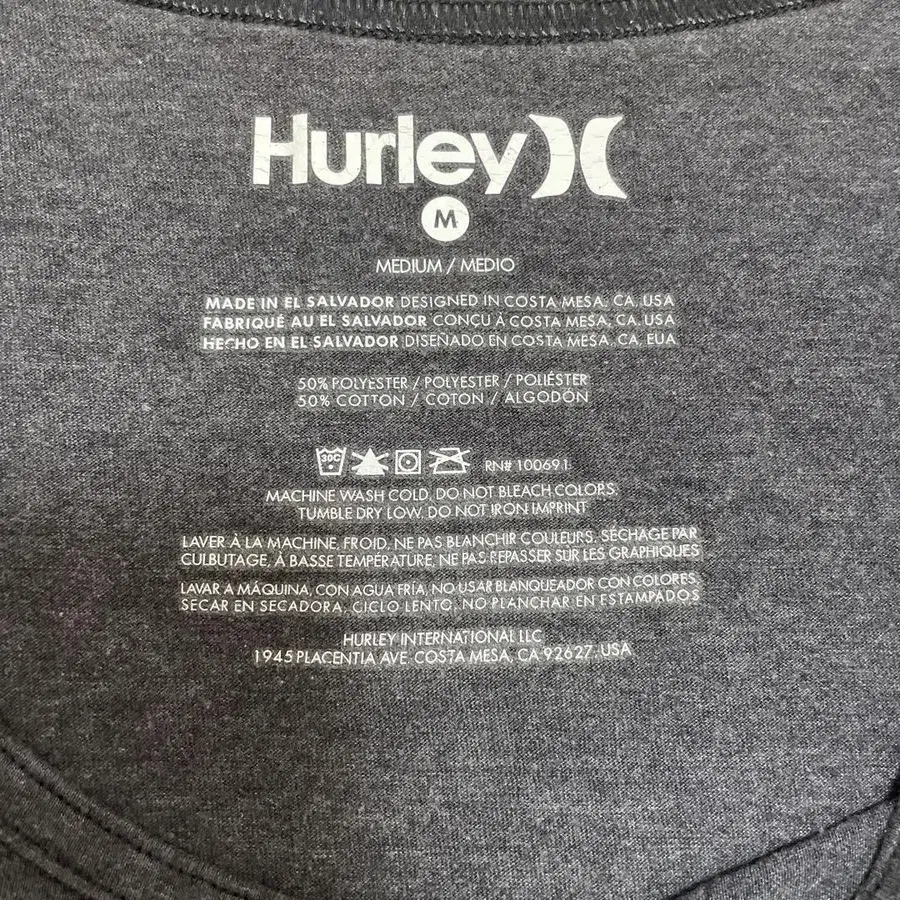 Hurley
M
MEDIUM / MEDIO
MADE IN EL SALVADOR DESIGNED IN COSTA MESA, CA. USA
FABRIQUÉ AU EL SALVADOR CONÇU À COSTA MESA, CA. USA
HECHO EN EL SALVADOR DISEÑADO EN COSTA MESA, CA. EUA
50% POLYESTER / POLYESTER / POLIÉSTER
50% COTTON / COTON / ALGODÓN
30C RN# 100691
MACHINE WASH COLD, DO NOT BLEACH COLORS.
TUMBLE DRY LOW. DO NOT IRON IMPRINT
LAVER À LA MACHINE, FROID, NE PAS BLANCHIR COULEURS. SÉCHAGE PAR
CULBUTAGE, À BASSE TEMPÉRATURE, NE PAS REPASSER SUR LES GRAPHIQUES
LAVAR A MÁQUINA, CON AGUA FRÍA, NO USAR BLANQUEADOR CON COLORES.
SECAR EN SECADORA, CICLO LENTO, NO PLANCHAR EN ESTAMPADOS
HURLEY INTERNATIONAL LLC
1945 PLACENTIA AVE. COSTA MESA, CA 92627. USA